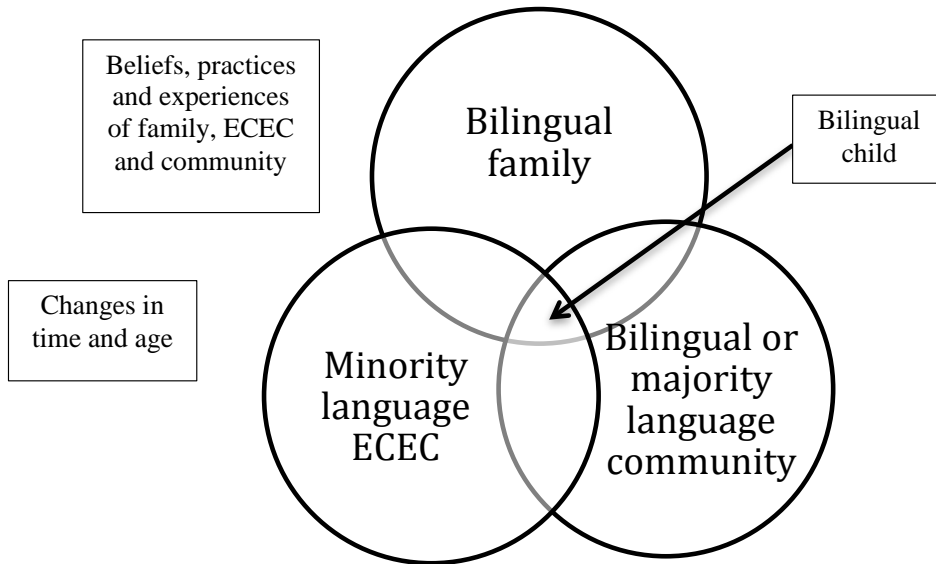 Beliefs, practices
and experiences
of family, ECEC
and community
Bilingual
family
Bilingual
child
Changes in
time and age
Minority
language
ECEC
Bilingual or
majority
language
community